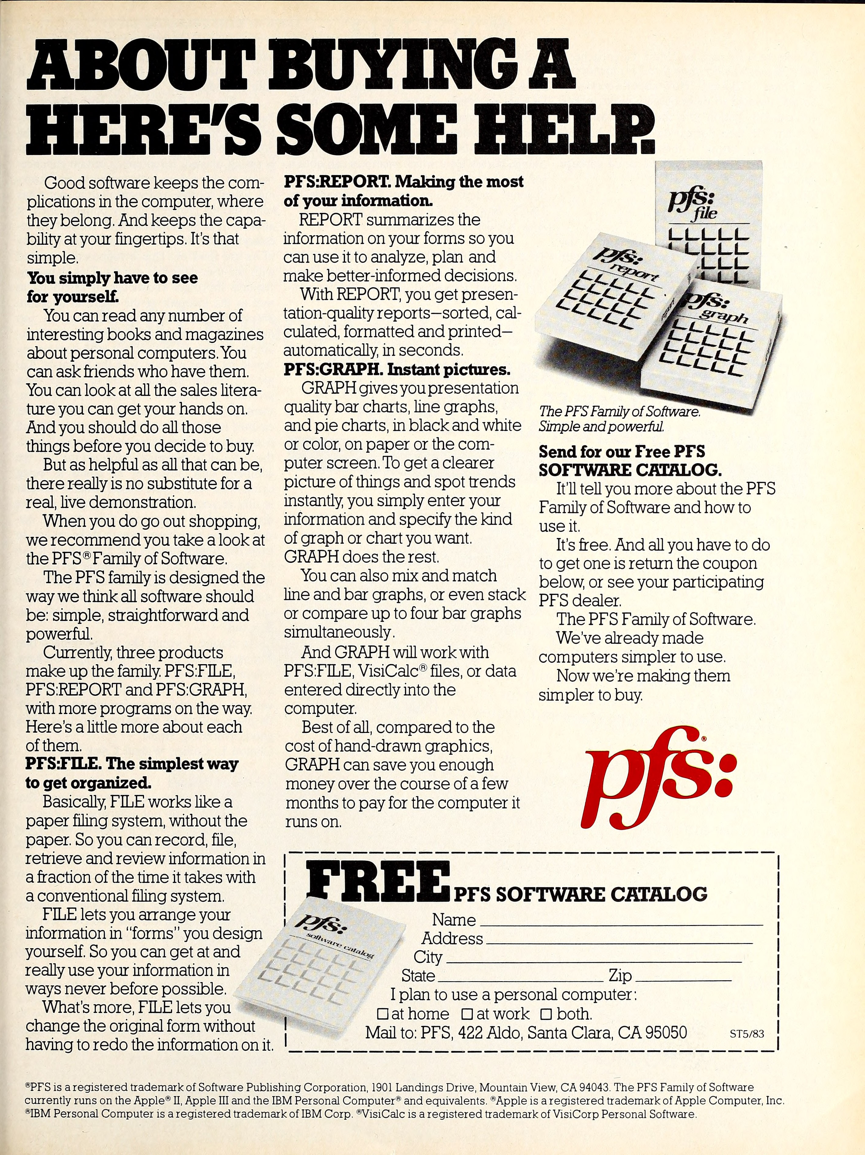 ABOUT BUYING A
HERE'S SOME HELP.
Good software keeps the com-
plications in the computer, where
they belong. And keeps the capa-
bility at your fingertips. It's that
simple.
You simply have to see
for yourself.
You can read any number of
interesting books and magazines
about personal computers. You
can ask friends who have them.
You can look at all the sales litera-
ture you can get your hands on.
And you should do all those
things before you decide to buy.
But as helpful as all that can be,
there really is no substitute for a
real, live demonstration.
When you do go out shopping,
we recommend you take a look at
the PFS® Family of Software.
The PFS family is designed the
way we think all software should
be: simple, straightforward and
powerful.
Currently, three products
make up the family. PFS:FILE,
PFS:REPORT and PFS:GRAPH,
with more programs on the way.
Here's a little more about each
of them.
PFS:FILE. The simplest way
to get organized.
Basically, FILE works like a
paper filing system, without the
paper. So you can record, file,
retrieve and review information in
a fraction of the time it takes with
a conventional filing system.
FILE lets you arrange your
information in "forms" you design
yourself. So you can get at and
really use your information in
ways never before possible.
What's more, FILE lets you
change the original form without
having to redo the information on it.
PFS:REPORT. Making the most
of your information.
REPORT summarizes the
information on your forms so you
can use it to analyze, plan and
make better-informed decisions.
With REPORT, you get presen-
tation-quality reports—sorted, cal-
culated, formatted and printed—
automatically, in seconds.
PFS:GRAPH. Instant pictures.
GRAPH gives you presentation
quality bar charts, line graphs,
and pie charts, in black and white
or color, on paper or the com-
puter screen. To get a clearer
picture of things and spot trends
instantly, you simply enter your
information and specify the kind
of graph or chart you want.
GRAPH does the rest.
You can also mix and match
line and bar graphs, or even stack
or compare up to four bar graphs
simultaneously.
And GRAPH will work with
PFS:FILE, VisiCalc® files, or data
entered directly into the
computer.
Best of all, compared to the
cost of hand-drawn graphics,
GRAPH can save you enough
money over the course of a few
months to pay for the computer it
runs on.
pfs:
file
pfs:
report
pfs:
graph
The PFS Family of Software.
Simple and powerful.
Send for our Free PFS
SOFTWARE CATALOG.
It'll tell you more about the PFS
Family of Software and how to
use it.
It's free. And all you have to do
to get one is return the coupon
below, or see your participating
PFS dealer.
The PFS Family of Software.
We've already made
computers simpler to use.
Now we're making them
simpler to buy.
pfs:®
FREE PFS SOFTWARE CATALOG
pfs:
software catalog
Name
Address
City
State Zip
I plan to use a personal computer:
☐ at home ☐ at work ☐ both.
Mail to: PFS, 422 Aldo, Santa Clara, CA 95050 ST5/83
®PFS is a registered trademark of Software Publishing Corporation, 1901 Landings Drive, Mountain View, CA 94043. The PFS Family of Software
currently runs on the Apple® II, Apple III and the IBM Personal Computer® and equivalents. ®Apple is a registered trademark of Apple Computer, Inc.
®IBM Personal Computer is a registered trademark of IBM Corp. ®VisiCalc is a registered trademark of VisiCorp Personal Software.